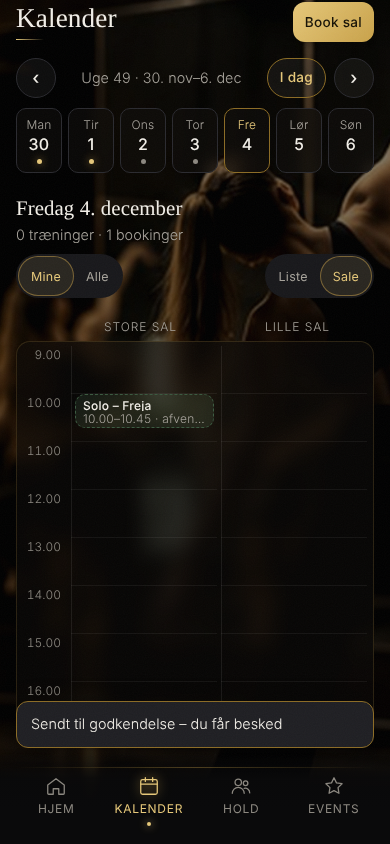 Kalender
Book sal
‹
Uge 49 · 30. nov–6. dec
I dag
›
Man Tir Ons Tor Fre Lør Søn
30 1 2 3 4 5 6
Fredag 4. december
0 træninger · 1 bookinger
Mine Alle Liste Sale
STORE SAL LILLE SAL
9.00
10.00
Solo – Freja
10.00–10.45 · afven...
11.00
12.00
13.00
14.00
15.00
16.00
Sendt til godkendelse – du får besked
HJEM KALENDER HOLD EVENTS